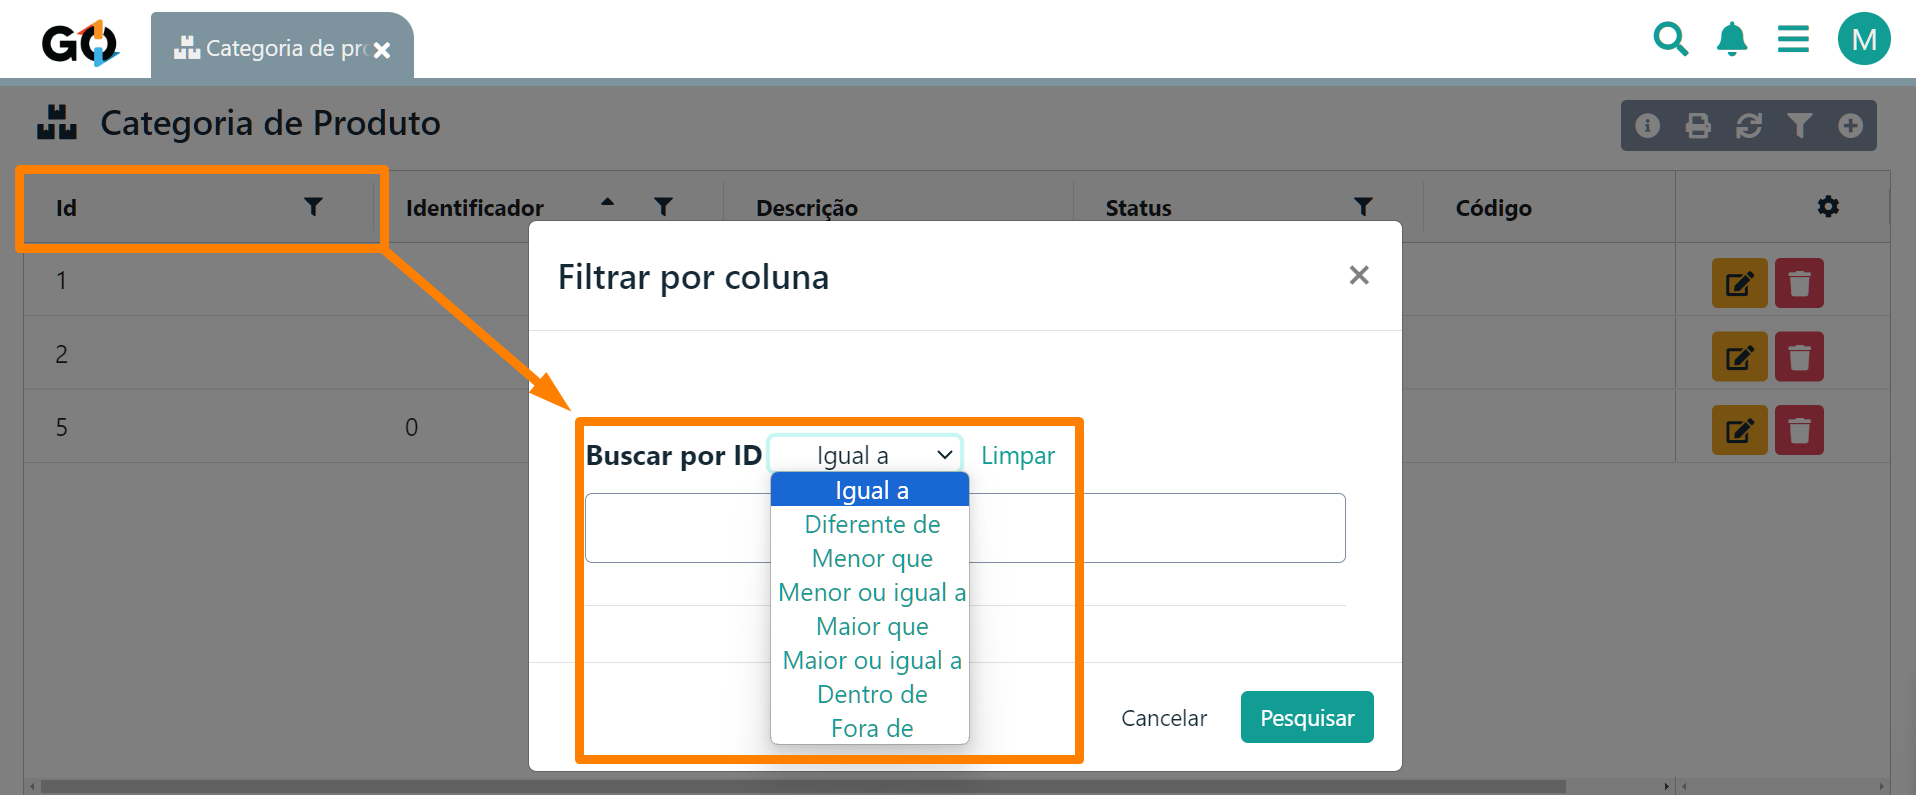 GO
Categoria de pr
M
Categoria de Produto
Id
Identificador
Descrição
Status
Código
1
2
5
0
Filtrar por coluna
Buscar por ID
Igual a
Limpar
Igual a
Diferente de
Menor que
Menor ou igual a
Maior que
Maior ou igual a
Dentro de
Fora de
Cancelar
Pesquisar